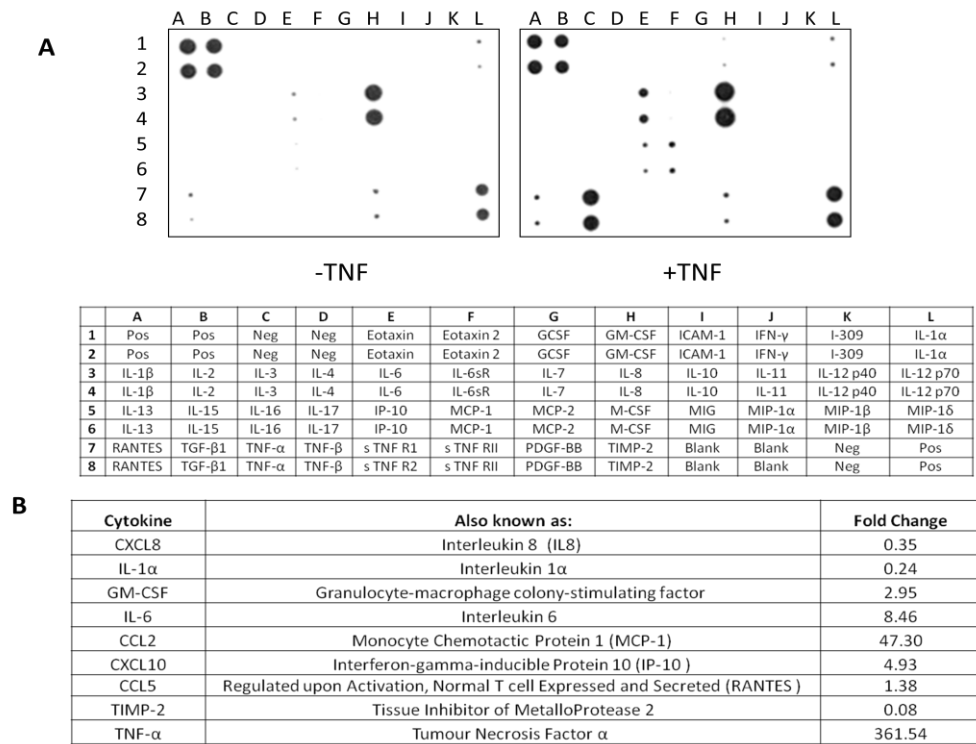 A B C D E F G H I J K L A B C D E F G H I J K L
A
1
2
3
4
5
6
7
8
-TNF +TNF
A B C D E F G H I J K L
1 Pos Pos Neg Neg Eotaxin Eotaxin 2 GCSF GM-CSF ICAM-1 IFN-γ I-309 IL-1α
2 Pos Pos Neg Neg Eotaxin Eotaxin 2 GCSF GM-CSF ICAM-1 IFN-γ I-309 IL-1α
3 IL-1β IL-2 IL-3 IL-4 IL-6 IL-6sR IL-7 IL-8 IL-10 IL-11 IL-12 p40 IL-12 p70
4 IL-1β IL-2 IL-3 IL-4 IL-6 IL-6sR IL-7 IL-8 IL-10 IL-11 IL-12 p40 IL-12 p70
5 IL-13 IL-15 IL-16 IL-17 IP-10 MCP-1 MCP-2 M-CSF MIG MIP-1α MIP-1β MIP-1δ
6 IL-13 IL-15 IL-16 IL-17 IP-10 MCP-1 MCP-2 M-CSF MIG MIP-1α MIP-1β MIP-1δ
7 RANTES TGF-β1 TNF-α TNF-β s TNF R1 s TNF RII PDGF-BB TIMP-2 Blank Blank Neg Pos
8 RANTES TGF-β1 TNF-α TNF-β s TNF R2 s TNF RII PDGF-BB TIMP-2 Blank Blank Neg Pos
B
Cytokine Also known as: Fold Change
CXCL8 Interleukin 8 (IL8) 0.35
IL-1α Interleukin 1α 0.24
GM-CSF Granulocyte-macrophage colony-stimulating factor 2.95
IL-6 Interleukin 6 8.46
CCL2 Monocyte Chemotactic Protein 1 (MCP-1) 47.30
CXCL10 Interferon-gamma-inducible Protein 10 (IP-10 ) 4.93
CCL5 Regulated upon Activation, Normal T cell Expressed and Secreted (RANTES ) 1.38
TIMP-2 Tissue Inhibitor of MetalloProtease 2 0.08
TNF-α Tumour Necrosis Factor α 361.54